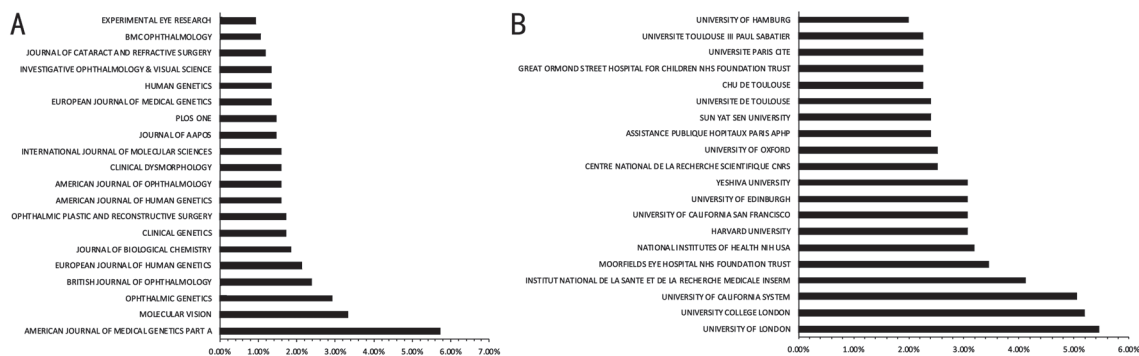 A
EXPERIMENTAL EYE RESEARCH
BMC OPHTHALMOLOGY
JOURNAL OF CATARACT AND REFRACTIVE SURGERY
INVESTIGATIVE OPHTHALMOLOGY & VISUAL SCIENCE
HUMAN GENETICS
EUROPEAN JOURNAL OF MEDICAL GENETICS
PLOS ONE
JOURNAL OF AAPOS
INTERNATIONAL JOURNAL OF MOLECULAR SCIENCES
CLINICAL DYSMORPHOLOGY
AMERICAN JOURNAL OF OPHTHALMOLOGY
AMERICAN JOURNAL OF HUMAN GENETICS
OPHTHALMIC PLASTIC AND RECONSTRUCTIVE SURGERY
CLINICAL GENETICS
JOURNAL OF BIOLOGICAL CHEMISTRY
EUROPEAN JOURNAL OF HUMAN GENETICS
BRITISH JOURNAL OF OPHTHALMOLOGY
OPHTHALMIC GENETICS
MOLECULAR VISION
AMERICAN JOURNAL OF MEDICAL GENETICS PART A
0.00% 1.00% 2.00% 3.00% 4.00% 5.00% 6.00% 7.00%
B
UNIVERSITY OF HAMBURG
UNIVERSITE TOULOUSE III PAUL SABATIER
UNIVERSITE PARIS CITE
GREAT ORMOND STREET HOSPITAL FOR CHILDREN NHS FOUNDATION TRUST
CHU DE TOULOUSE
UNIVERSITE DE TOULOUSE
SUN YAT SEN UNIVERSITY
ASSISTANCE PUBLIQUE HOPITAUX PARIS APHP
UNIVERSITY OF OXFORD
CENTRE NATIONAL DE LA RECHERCHE SCIENTIFIQUE CNRS
YESHIVA UNIVERSITY
UNIVERSITY OF EDINBURGH
UNIVERSITY OF CALIFORNIA SAN FRANCISCO
HARVARD UNIVERSITY
NATIONAL INSTITUTES OF HEALTH NIH USA
MOORFIELDS EYE HOSPITAL NHS FOUNDATION TRUST
INSTITUT NATIONAL DE LA SANTE ET DE LA RECHERCHE MEDICALE INSERM
UNIVERSITY OF CALIFORNIA SYSTEM
UNIVERSITY COLLEGE LONDON
UNIVERSITY OF LONDON
0.00% 1.00% 2.00% 3.00% 4.00% 5.00% 6.00%